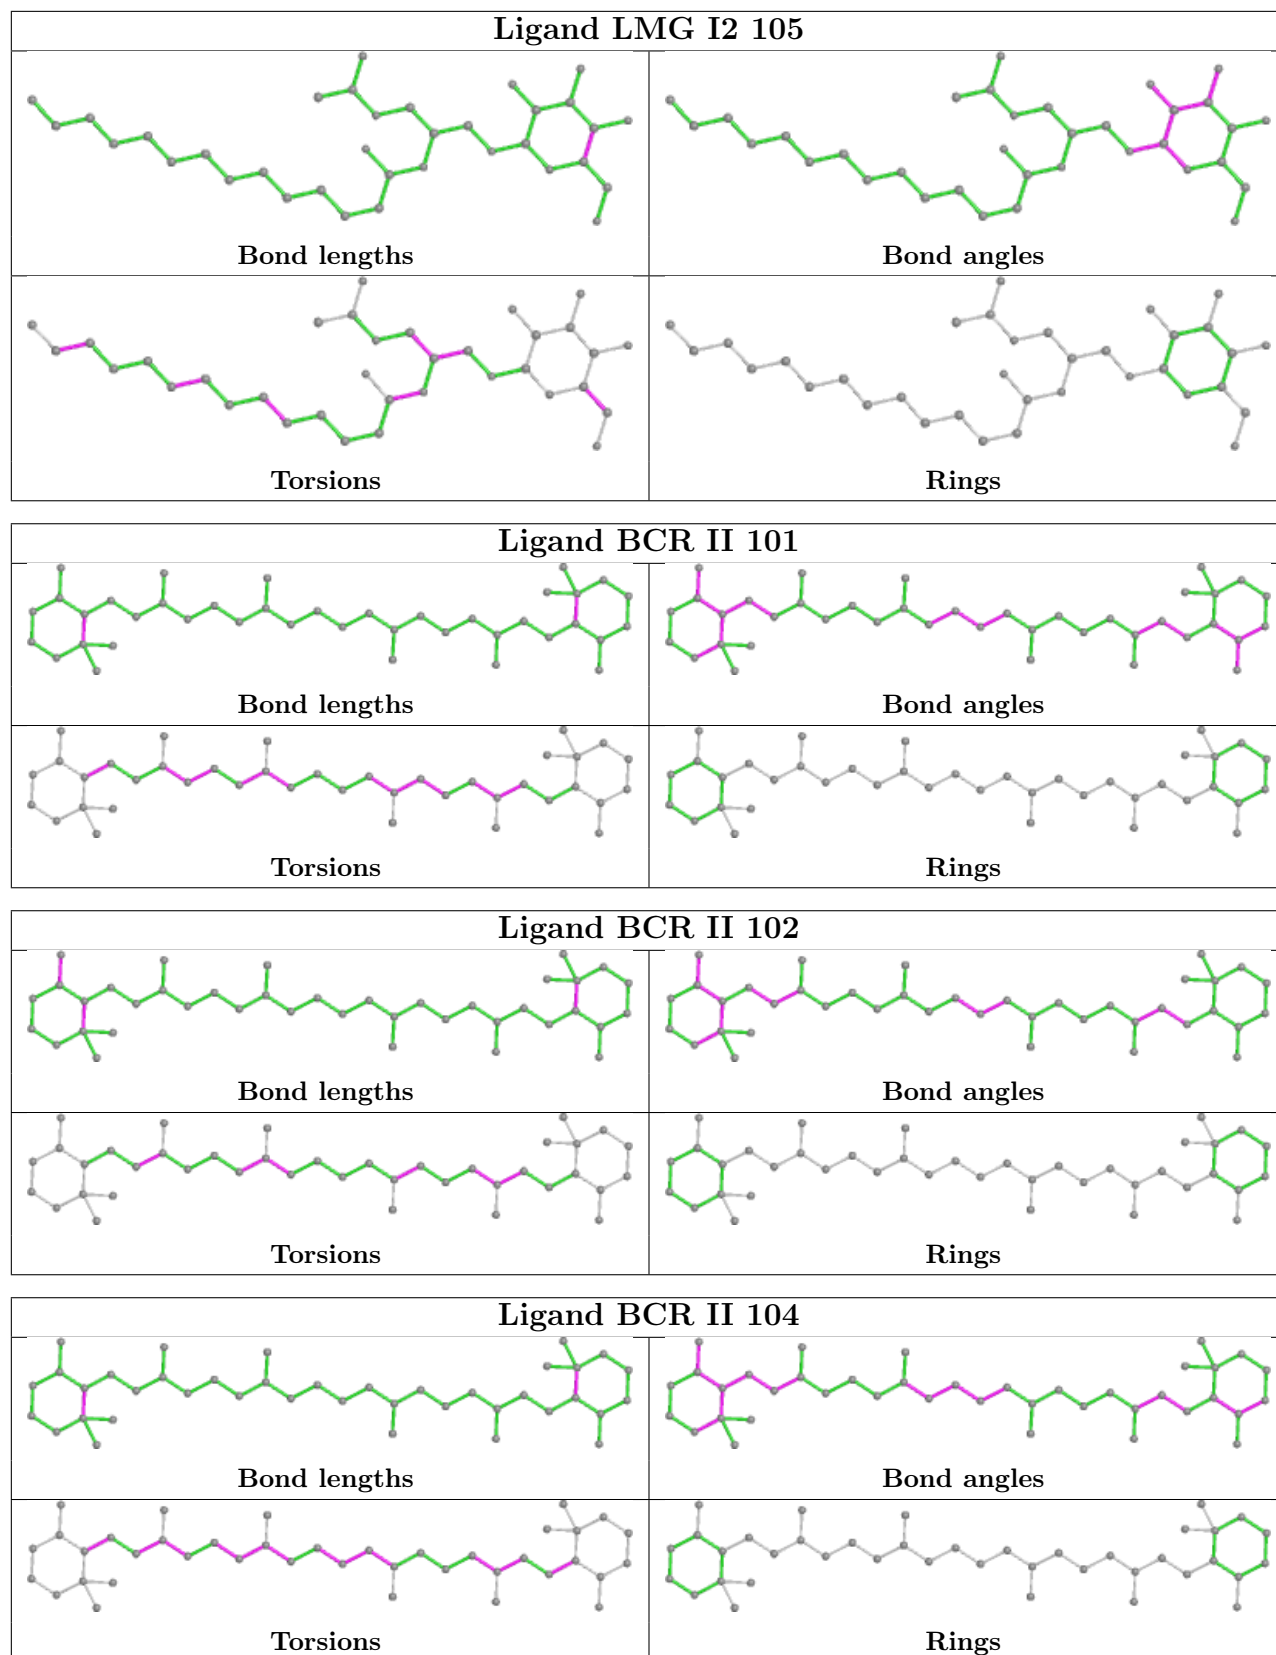 Ligand LMG I2 105
Bond lengths
Bond angles
Torsions
Rings
Ligand BCR II 101
Bond lengths
Bond angles
Torsions
Rings
Ligand BCR II 102
Bond lengths
Bond angles
Torsions
Rings
Ligand BCR II 104
Bond lengths
Bond angles
Torsions
Rings